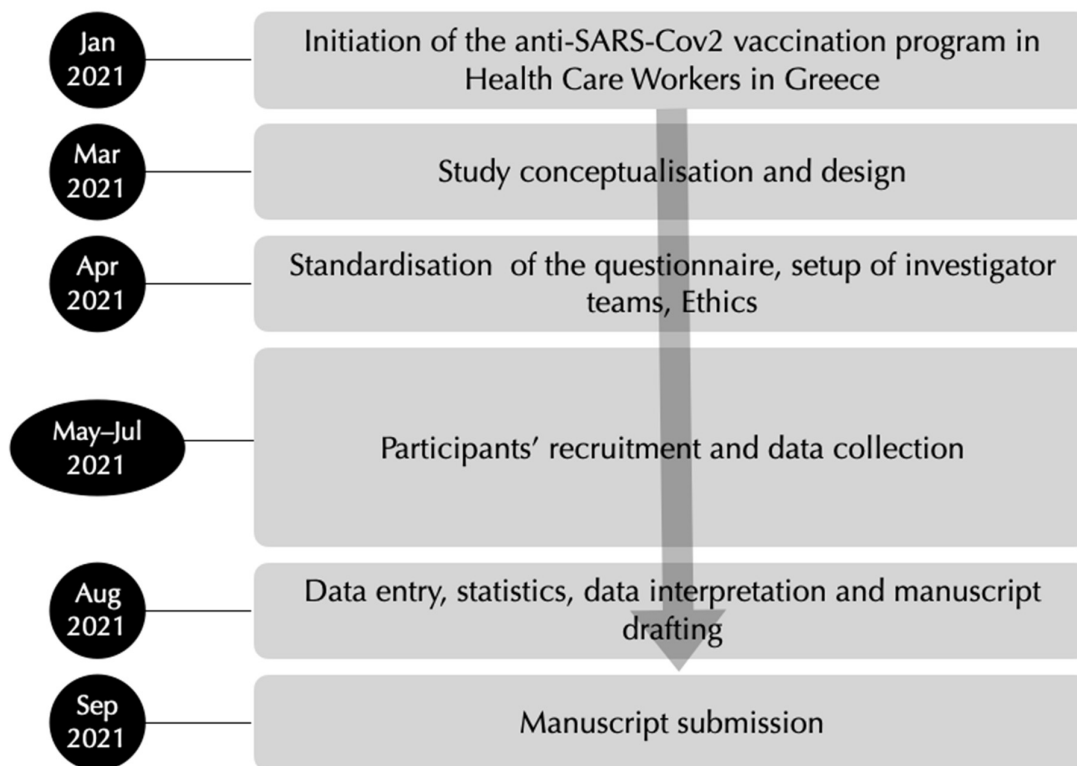 Jan
2021
Initiation of the anti-SARS-Cov2 vaccination program in
Health Care Workers in Greece
Mar
2021
Study conceptualisation and design
Apr
2021
Standardisation of the questionnaire, setup of investigator
teams, Ethics
May–Jul
2021
Participants’ recruitment and data collection
Aug
2021
Data entry, statistics, data interpretation and manuscript
drafting
Sep
2021
Manuscript submission